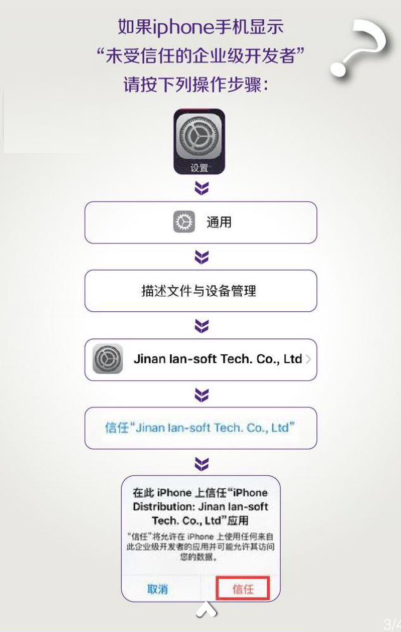 如果iphone手机显示
“未受信任的企业级开发者”
请按下列操作步骤：
设置
通用
描述文件与设备管理
Jinan Ian-soft Tech. Co., Ltd
信任“Jinan Ian-soft Tech. Co., Ltd”
在此 iPhone 上信任“iPhone
Distribution: Jinan Ian-soft
Tech. Co., Ltd”应用
“信任”将允许在 iPhone 上使用任何来自
此企业级开发者的应用并可能允许其访问
您的数据。
取消 信任
3/4